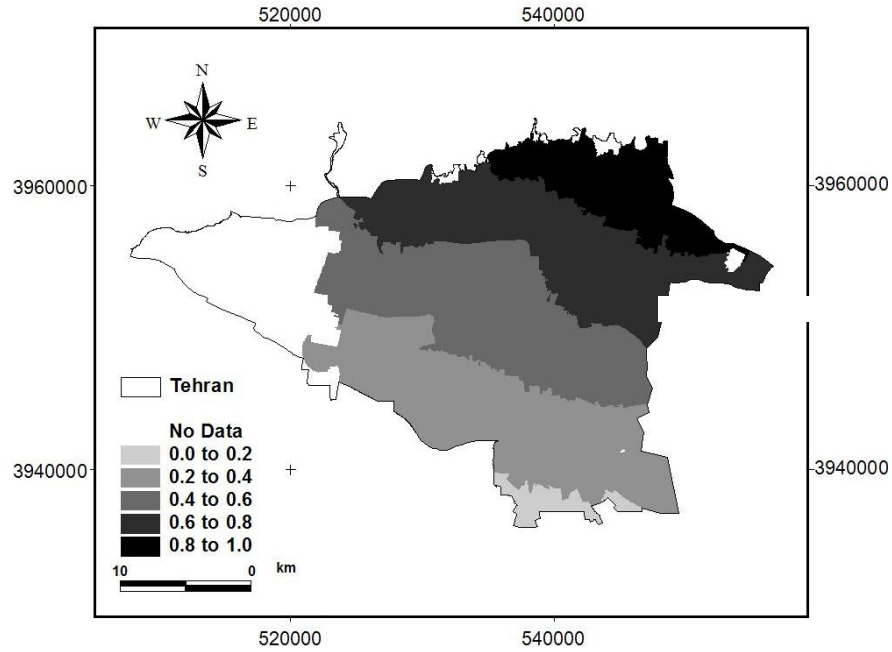 520000 540000
N
W E
S
3960000 3960000
Tehran
No Data
0.0 to 0.2
3940000 3940000
0.2 to 0.4
0.4 to 0.6
0.6 to 0.8
0.8 to 1.0
10 0 km
520000 540000